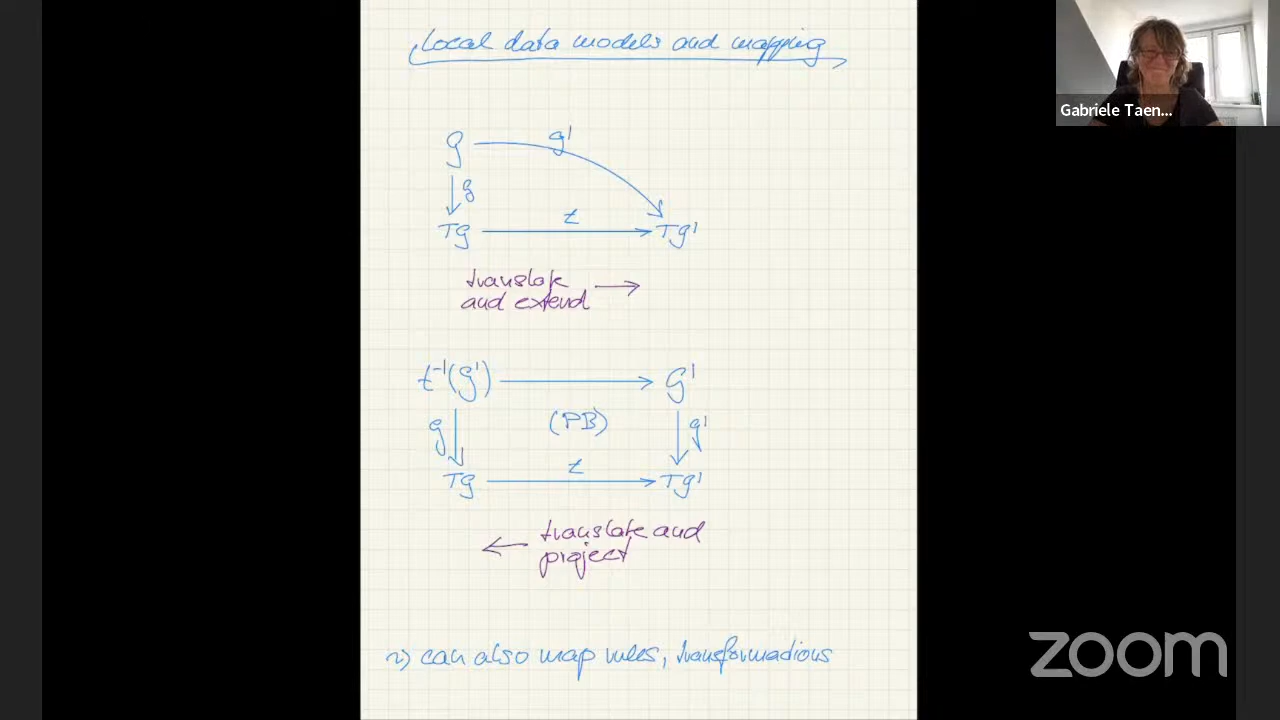 Local data models and mapping
Gabriele Taen...
G
g'
g
TG
t
TG'
translate
and extend
t⁻¹(G')
G'
g
(PB)
g'
TG
t
TG'
translate and
project
~> can also map rules, transformations
zoom